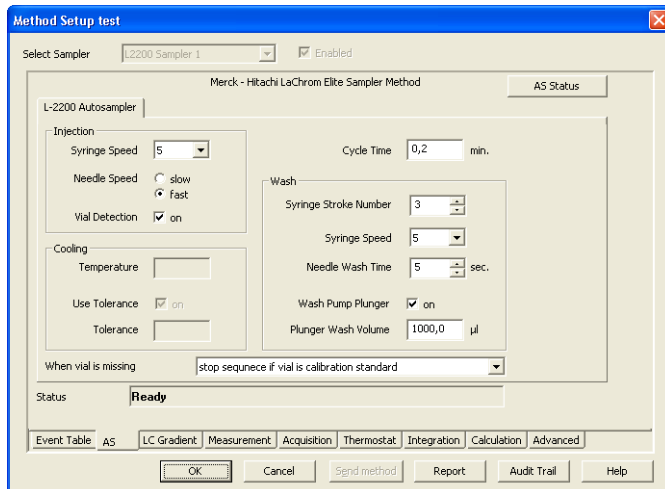 Method Setup test
Select Sampler L2200 Sampler 1 Enabled
Merck - Hitachi LaChrom Elite Sampler Method AS Status
L-2200 Autosampler
Injection
Syringe Speed 5 Cycle Time 0,2 min.
Needle Speed slow
fast
Wash
Syringe Stroke Number 3
Vial Detection on
Syringe Speed 5
Cooling
Temperature Needle Wash Time 5 sec.
Use Tolerance on Wash Pump Plunger on
Tolerance Plunger Wash Volume 1000,0 µl
When vial is missing stop sequnece if vial is calibration standard
Status Ready
Event Table AS LC Gradient Measurement Acquisition Thermostat Integration Calculation Advanced
OK Cancel Send method Report Audit Trail Help